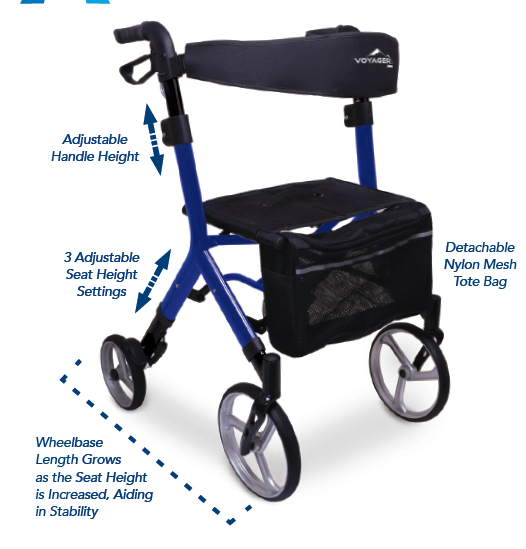 VOYAGER
Adjustable
Handle Height
3 Adjustable
Seat Height
Settings
Detachable
Nylon Mesh
Tote Bag
Wheelbase
Length Grows
as the Seat Height
is Increased, Aiding
in Stability